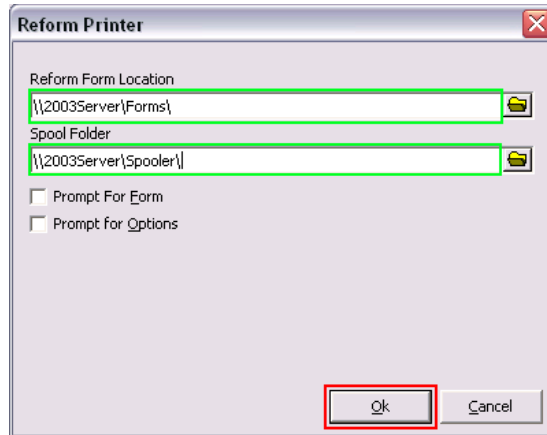 Reform Printer
Reform Form Location
\\2003Server\Forms\
Spool Folder
\\2003Server\Spooler\
Prompt For Form
Prompt for Options
Ok
Cancel